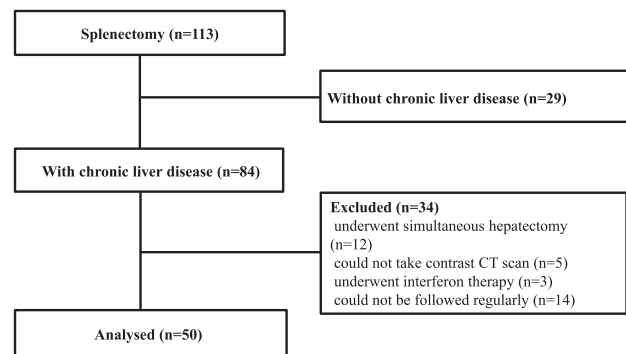 Splenectomy (n=113)
Without chronic liver disease (n=29)
With chronic liver disease (n=84)
Excluded (n=34)
underwent simultaneous hepatectomy
(n=12)
could not take contrast CT scan (n=5)
underwent interferon therapy (n=3)
could not be followed regularly (n=14)
Analysed (n=50)